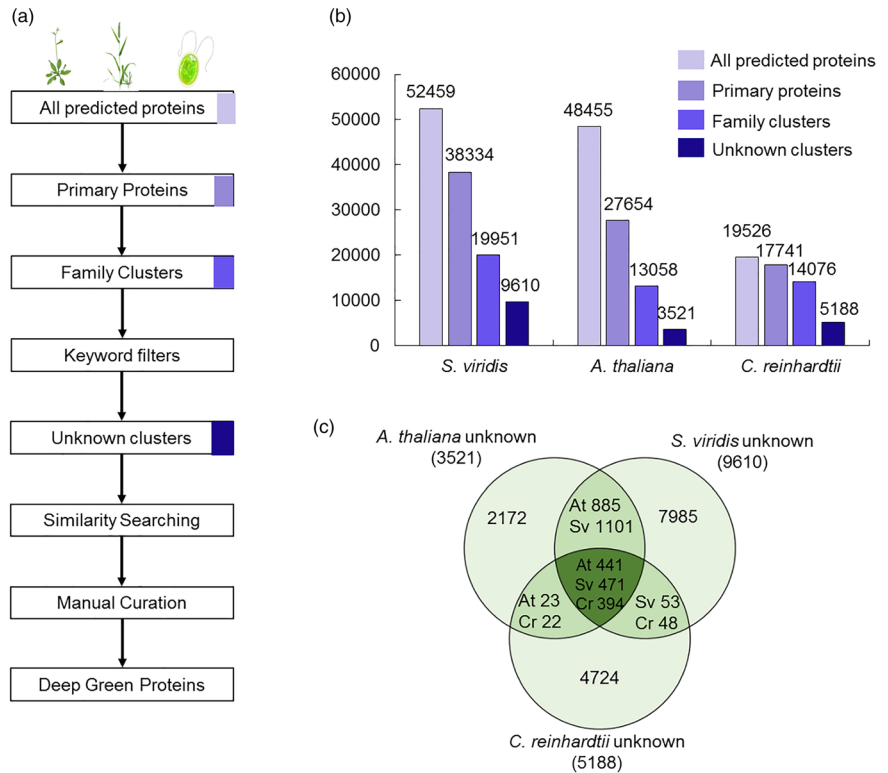 (a)
All predicted proteins
Primary Proteins
Family Clusters
Keyword filters
Unknown clusters
Similarity Searching
Manual Curation
Deep Green Proteins
(b)
All predicted proteins
Primary proteins
Family clusters
Unknown clusters
60000
50000
40000
30000
20000
10000
0
52459
38334
19951
9610
48455
27654
13058
3521
19526
17741
14076
5188
S. viridis
A. thaliana
C. reinhardtii
(c)
A. thaliana unknown
(3521)
S. viridis unknown
(9610)
2172
At 885
Sv 1101
7985
At 441
Sv 471
Cr 394
At 23
Cr 22
Sv 53
Cr 48
4724
C. reinhardtii unknown
(5188)